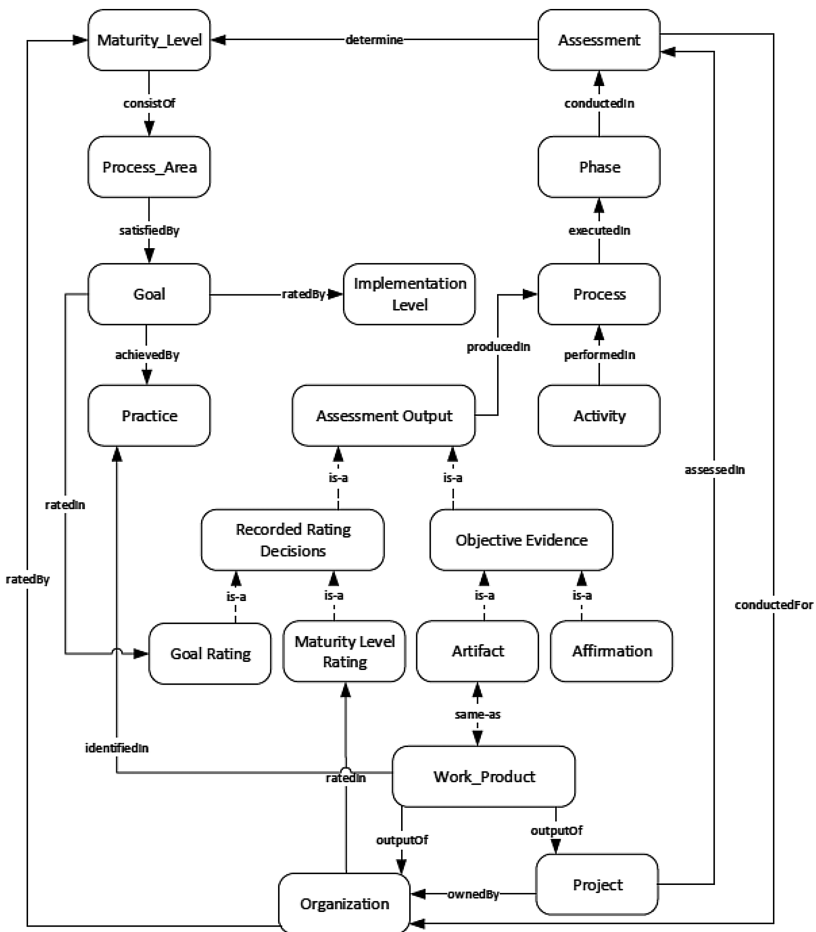 Maturity_Level
determine
Assessment
consistOf
conductedIn
Process_Area
Phase
satisfiedBy
executedIn
Goal
ratedBy
Implementation
Level
Process
producedIn
achievedBy
performedIn
Practice
Assessment Output
Activity
assessedIn
is-a
is-a
ratedIn
Recorded Rating
Decisions
Objective Evidence
ratedBy
is-a
is-a
is-a
is-a
conductedFor
Goal Rating
Maturity Level
Rating
Artifact
Affirmation
same-as
identifiedIn
ratedIn
Work_Product
outputOf
outputOf
Organization
ownedBy
Project